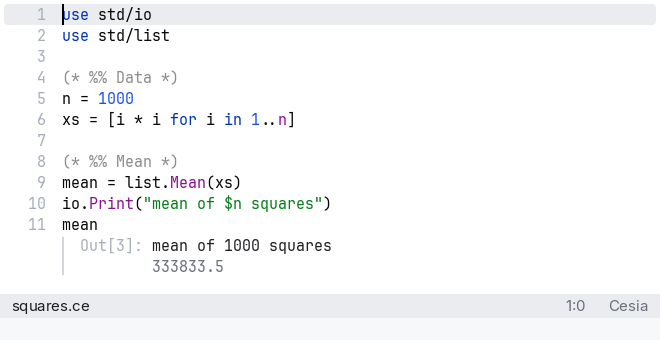 1 use std/io
2 use std/list
3
4 (* %% Data *)
5 n = 1000
6 xs = [i * i for i in 1..n]
7
8 (* %% Mean *)
9 mean = list.Mean(xs)
10 io.Print("mean of $n squares")
11 mean
Out[3]: mean of 1000 squares
333833.5
squares.ce 1:0 Cesia